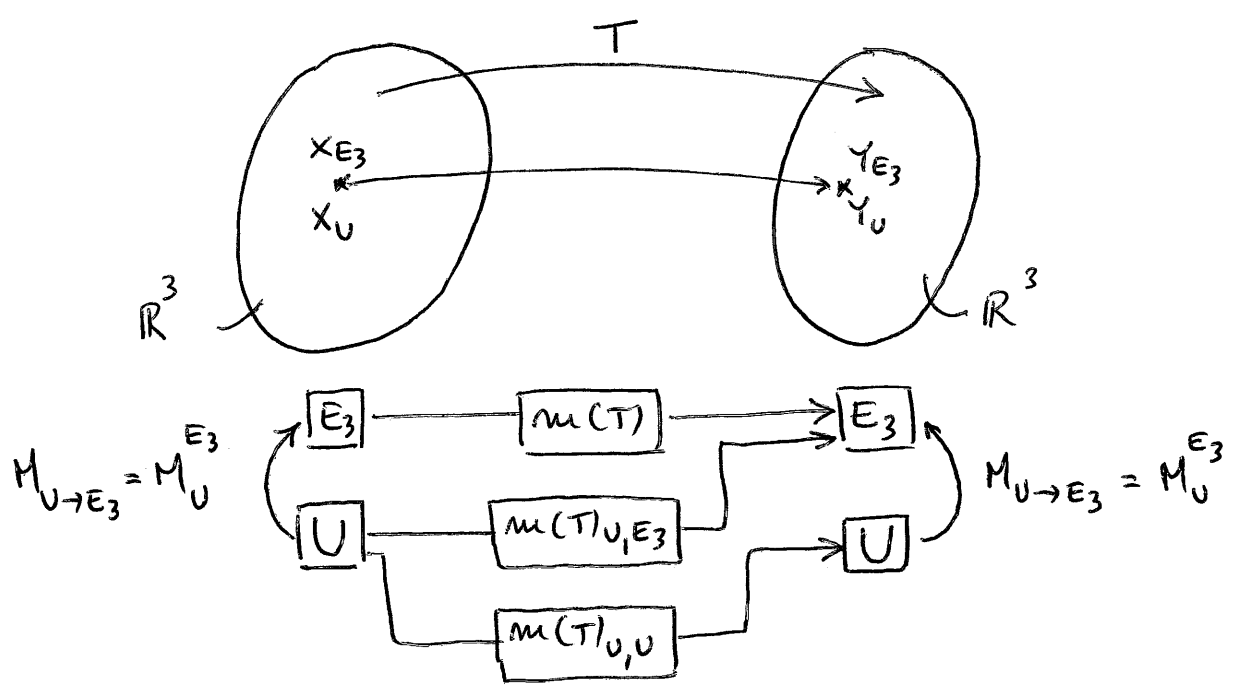 T
X_{E_3} Y_{E_3}
X_U Y_U
ℝ^3 ℝ^3
E_3 m(T) E_3
M_{U→E_3} = M_U^{E_3} M_{U→E_3} = M_U^{E_3}
U m(T)_{U,E_3} U
m(T)_{U,U}